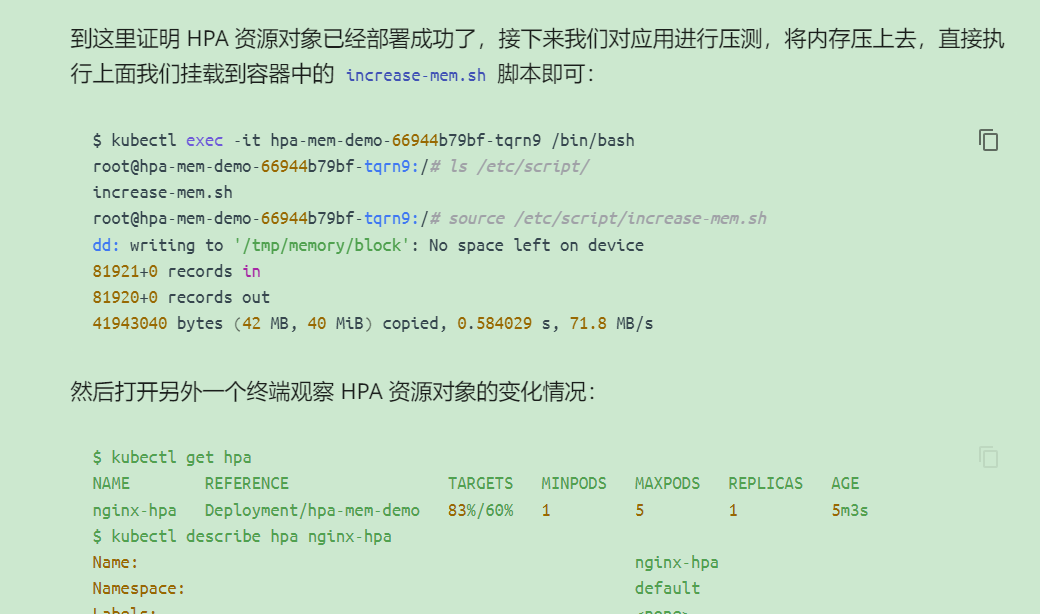 到这里证明 HPA 资源对象已经部署成功了，接下来我们对应用进行压测，将内存压上去，直接执
行上面我们挂载到容器中的 increase-mem.sh 脚本即可：
$ kubectl exec -it hpa-mem-demo-66944b79bf-tqrn9 /bin/bash
root@hpa-mem-demo-66944b79bf-tqrn9:/# ls /etc/script/
increase-mem.sh
root@hpa-mem-demo-66944b79bf-tqrn9:/# source /etc/script/increase-mem.sh
dd: writing to '/tmp/memory/block': No space left on device
81921+0 records in
81920+0 records out
41943040 bytes (42 MB, 40 MiB) copied, 0.584029 s, 71.8 MB/s
然后打开另外一个终端观察 HPA 资源对象的变化情况：
$ kubectl get hpa
NAME        REFERENCE                 TARGETS   MINPODS   MAXPODS   REPLICAS   AGE
nginx-hpa   Deployment/hpa-mem-demo   83%/60%   1         5         1          5m3s
$ kubectl describe hpa nginx-hpa
Name:                                                     nginx-hpa
Namespace:                                                default
Labels:                                                   <none>